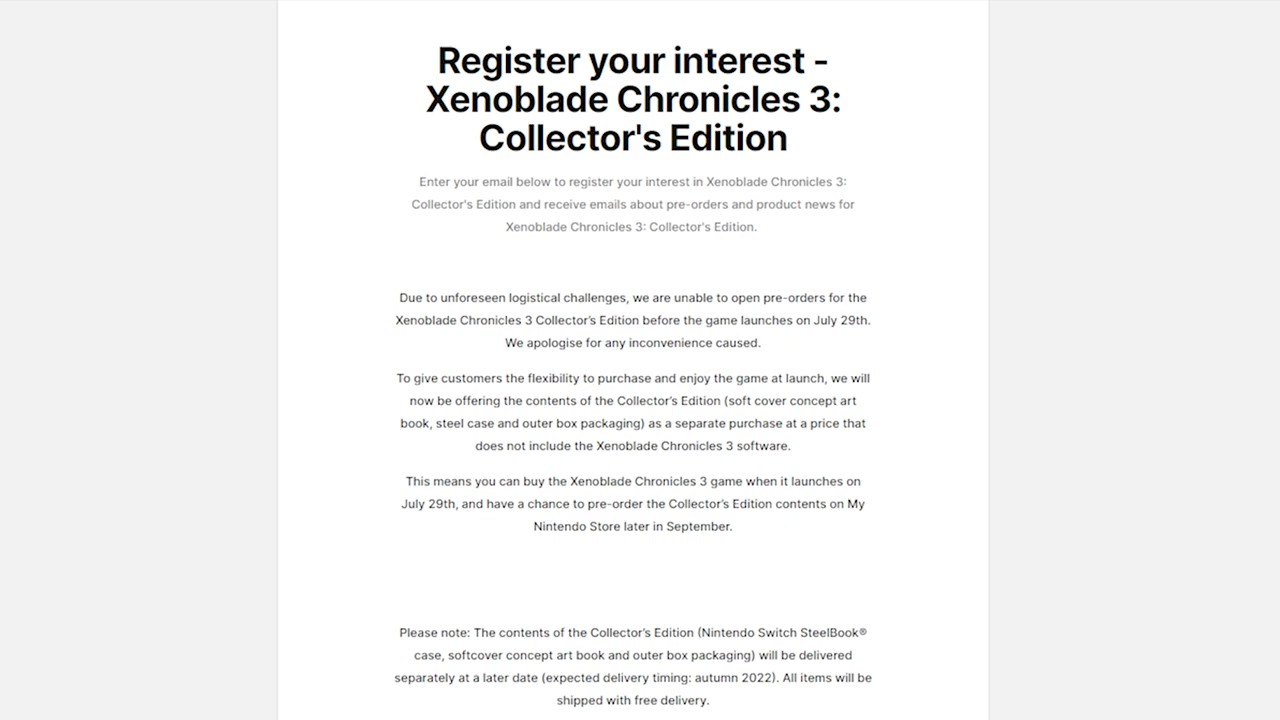 Register your interest -
Xenoblade Chronicles 3:
Collector's Edition
Enter your email below to register your interest in Xenoblade Chronicles 3:
Collector's Edition and receive emails about pre-orders and product news for
Xenoblade Chronicles 3: Collector's Edition.
Due to unforeseen logistical challenges, we are unable to open pre-orders for the
Xenoblade Chronicles 3 Collector’s Edition before the game launches on July 29th.
We apologise for any inconvenience caused.
To give customers the flexibility to purchase and enjoy the game at launch, we will
now be offering the contents of the Collector’s Edition (soft cover concept art
book, steel case and outer box packaging) as a separate purchase at a price that
does not include the Xenoblade Chronicles 3 software.
This means you can buy the Xenoblade Chronicles 3 game when it launches on
July 29th, and have a chance to pre-order the Collector’s Edition contents on My
Nintendo Store later in September.
Please note: The contents of the Collector’s Edition (Nintendo Switch SteelBook®
case, softcover concept art book and outer box packaging) will be delivered
separately at a later date (expected delivery timing: autumn 2022). All items will be
shipped with free delivery.